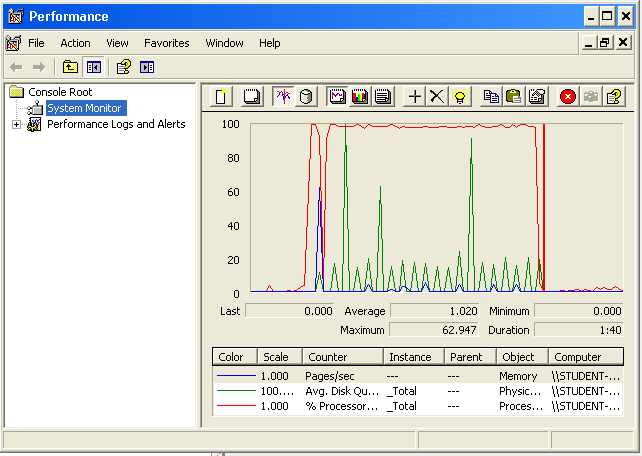 Performance
File Action View Favorites Window Help
Console Root
System Monitor
Performance Logs and Alerts
100
80
60
40
20
0
Last 0.000 Average 1.020 Minimum 0.000
Maximum 62.947 Duration 1:40
Color Scale Counter Instance Parent Object Computer
1.000 Pages/sec --- --- Memory \\STUDENT-...
100.... Avg. Disk Qu... _Total --- Physic... \\STUDENT-...
1.000 % Processor... _Total --- Proces... \\STUDENT-...